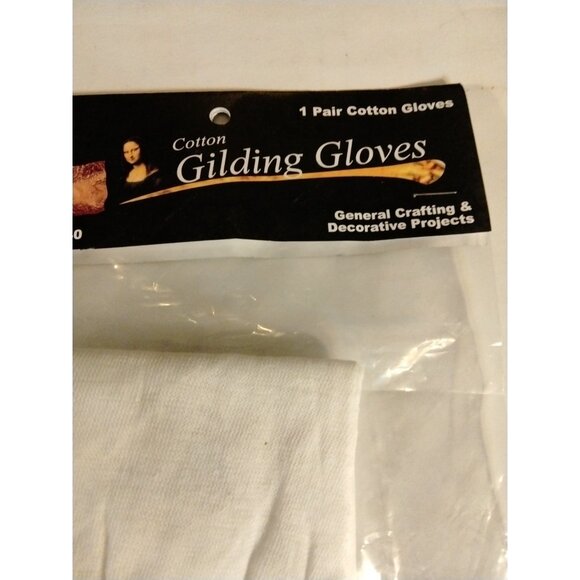 1 Pair Cotton Gloves
Cotton
Gilding Gloves
General Crafting &
Decorative Projects